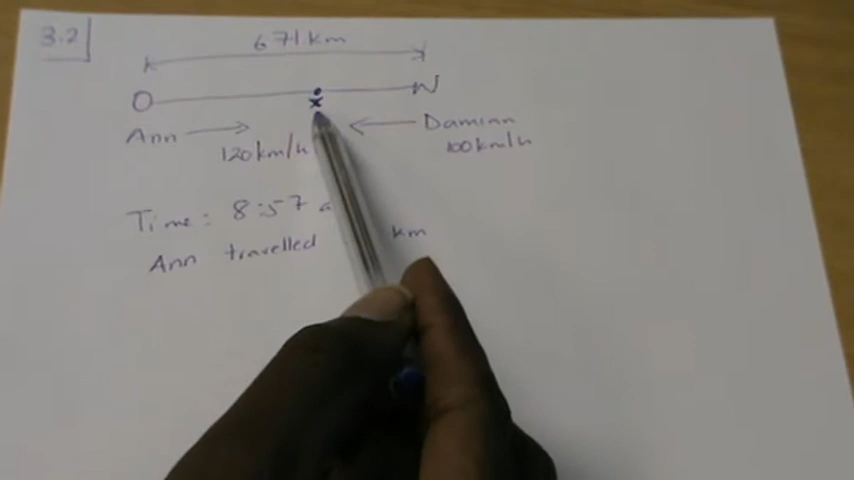 3.2
671 km
O W
x
Ann Damian
120 km/h 100 km/h
Time: 8:57
Ann travelled km